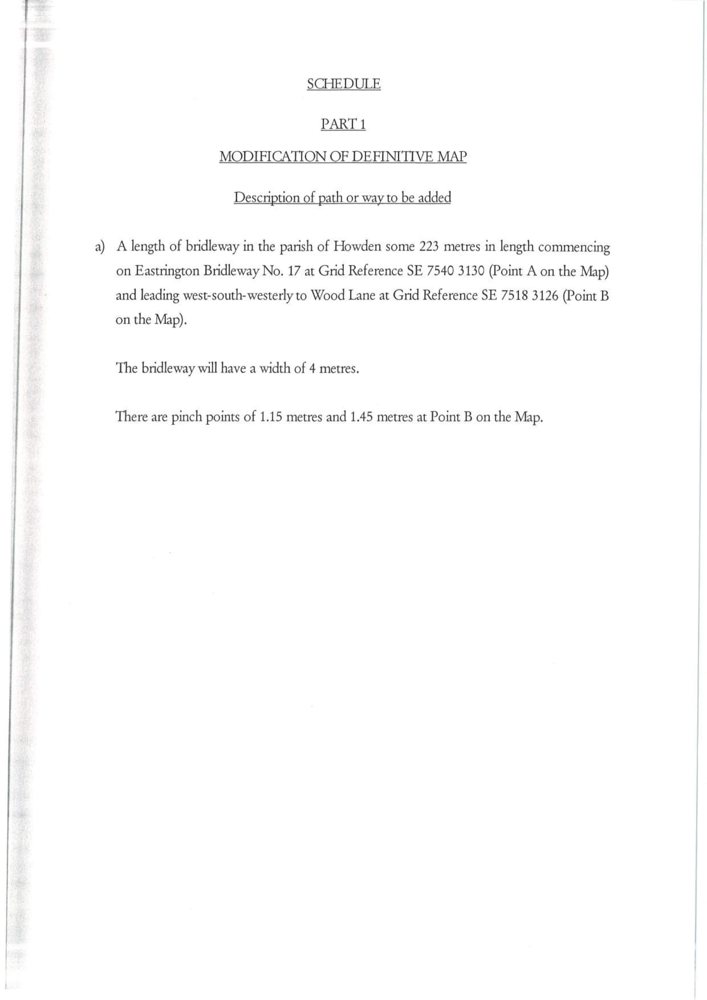 SCHEDULE
PART 1
MODIFICATION OF DEFINITIVE MAP
Description of path or way to be added
a) A length of bridleway in the parish of Howden some 223 metres in length commencing
on Eastrington Bridleway No. 17 at Grid Reference SE 7540 3130 (Point A on the Map)
and leading west-south-westerly to Wood Lane at Grid Reference SE 7518 3126 (Point B
on the Map).
The bridleway will have a width of 4 metres.
There are pinch points of 1.15 metres and 1.45 metres at Point B on the Map.